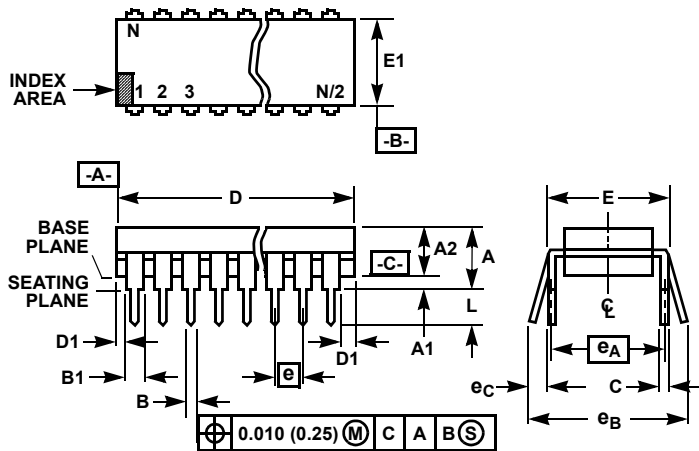 N
E1
INDEX
AREA
1 2 3 N/2
-B-
-A-
D
E
BASE
PLANE
A2
A
-C-
SEATING
PLANE
L
C L
D1
A1
D1
eA
B1
e
eC
C
B
eB
0.010 (0.25) M C A B S